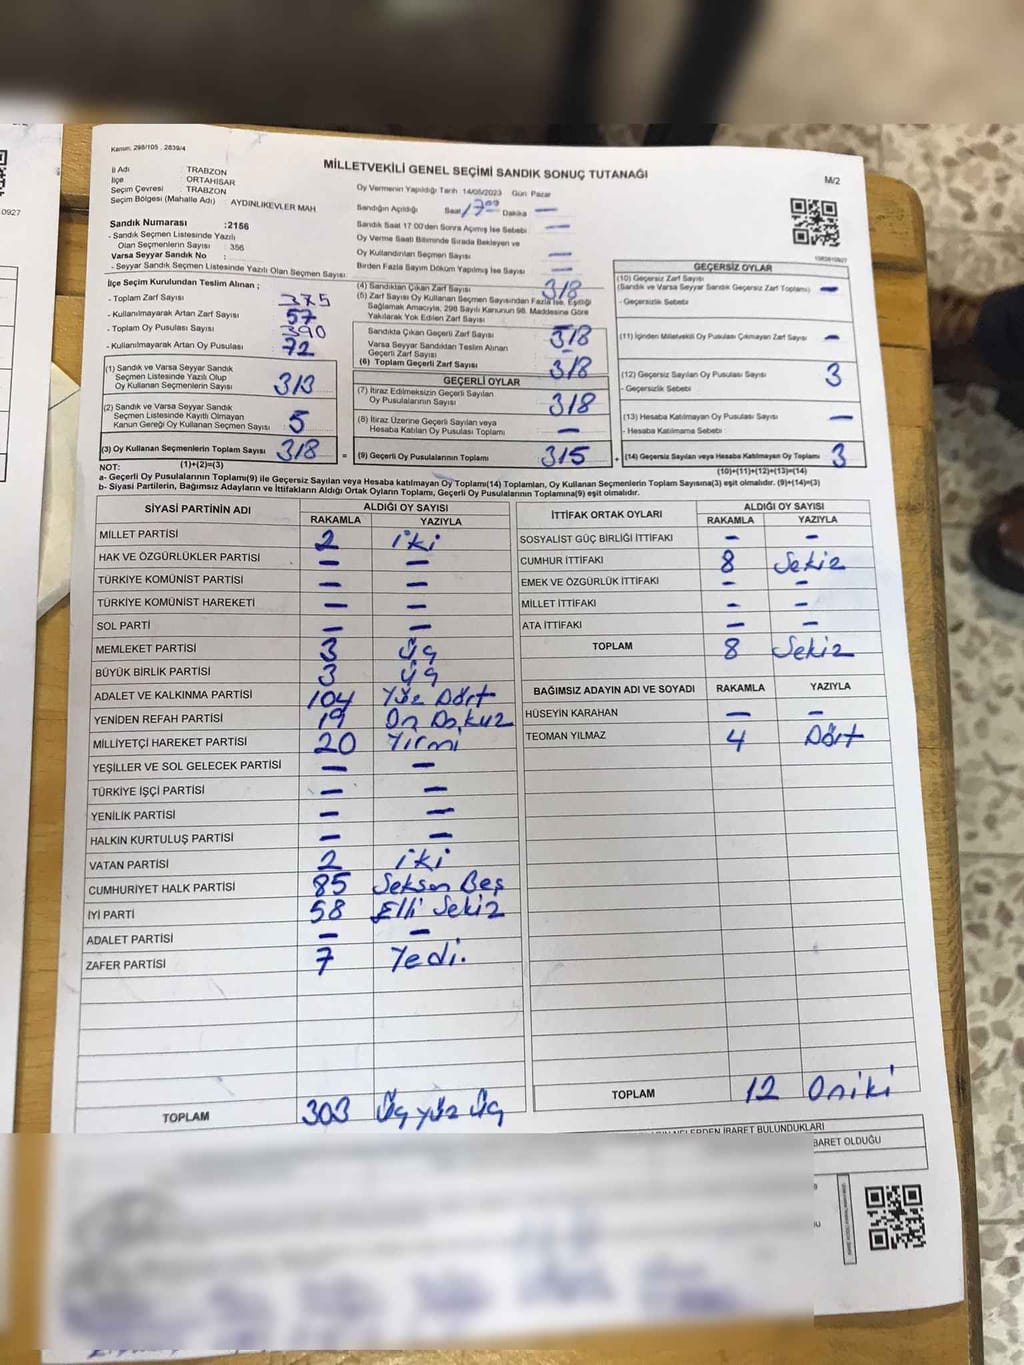 Kanun, 298/105 , 2839/4
MİLLETVEKİLİ GENEL SEÇİMİ SANDIK SONUÇ TUTANAĞI
M/2
İl Adı : TRABZON
İlçe : ORTAHİSAR
Seçim Çevresi : TRABZON
Seçim Bölgesi (Mahalle Adı) : AYDINLIKEVLER MAH
Sandık Numarası :2156
- Sandık Seçmen Listesinde Yazılı
Olan Seçmenlerin Sayısı : 356
Varsa Seyyar Sandık No :
- Seyyar Sandık Seçmen Listesinde Yazılı Olan Seçmen Sayısı:
Oy Vermenin Yapıldığı Tarih 14/05/2023 Gün Pazar
Sandığın Açıldığı Saat 17:00 Dakika —
Sandık Saat 17:00'den Sonra Açılmış İse Sebebi —
Oy Verme Saati Bitiminde Sırada Bekleyen ve
Oy Kullandırılan Seçmen Sayısı —
Birden Fazla Sayım Döküm Yapılmış İse Sayısı —
İlçe Seçim Kurulundan Teslim Alınan ;
- Toplam Zarf Sayısı : 375
- Kullanılmayarak Artan Zarf Sayısı : 57
- Toplam Oy Pusulası Sayısı : 390
- Kullanılmayarak Artan Oy Pusulası : 72
(1) Sandık ve Varsa Seyyar Sandık
Seçmen Listesinde Yazılı Olup
Oy Kullanan Seçmenlerin Sayısı : 313
(2) Sandık ve Varsa Seyyar Sandık
Seçmen Listesinde Kayıtlı Olmayan
Kanun Gereği Oy Kullanan Seçmen Sayısı : 5
(3) Oy Kullanan Seçmenlerin Toplam Sayısı : 318
(1)+(2)=(3)
(4) Sandıktan Çıkan Zarf Sayısı 318
(5) Zarf Sayısı Oy Kullanan Seçmen Sayısından Fazla İse, Eşitliği
Sağlamak Amacıyla, 298 Sayılı Kanunun 98. Maddesine Göre
Yakılarak Yok Edilen Zarf Sayısı
Sandıkta Çıkan Geçerli Zarf Sayısı 318
Varsa Seyyar Sandıktan Teslim Alınan
Geçerli Zarf Sayısı —
(6) Toplam Geçerli Zarf Sayısı 318
GEÇERLİ OYLAR
(7) İtiraz Edilmeksizin Geçerli Sayılan
Oy Pusulalarının Sayısı 318
(8) İtiraz Üzerine Geçerli Sayılan veya
Hesaba Katılan Oy Pusulası Toplamı —
= (9) Geçerli Oy Pusulalarının Toplamı 315
1083810927
GEÇERSİZ OYLAR
(10) Geçersiz Zarf Sayısı
(Sandık ve Varsa Seyyar Sandık Geçersiz Zarf Toplamı) —
- Geçersizlik Sebebi
(11) İçinden Milletvekili Oy Pusulası Çıkmayan Zarf Sayısı —
(12) Geçersiz Sayılan Oy Pusulası Sayısı 3
- Geçersizlik Sebebi
(13) Hesaba Katılmayan Oy Pusulası Sayısı —
- Hesaba Katılmama Sebebi
+ (14) Geçersiz Sayılan veya Hesaba Katılmayan Oy Toplamı 3
(10)+(11)+(12)+(13)=(14)
NOT:
a- Geçerli Oy Pusulalarının Toplamı(9) ile Geçersiz Sayılan veya Hesaba katılmayan Oy Toplamı(14) Toplamları, Oy Kullanan Seçmenlerin Toplam Sayısına(3) eşit olmalıdır. (9)+(14)=(3)
b- Siyasi Partilerin, Bağımsız Adayların ve İttifakların Aldığı Ortak Oyların Toplamı, Geçerli Oy Pusulalarının Toplamına(9) eşit olmalıdır.
SİYASİ PARTİNİN ADI ALDIĞI OY SAYISI
RAKAMLA YAZIYLA
MİLLET PARTİSİ 2 iki
HAK VE ÖZGÜRLÜKLER PARTİSİ — —
TÜRKİYE KOMÜNİST PARTİSİ — —
TÜRKİYE KOMÜNİST HAREKETİ — —
SOL PARTİ — —
MEMLEKET PARTİSİ 3 Üç
BÜYÜK BİRLİK PARTİSİ 3 Üç
ADALET VE KALKINMA PARTİSİ 104 Yüz Dört
YENİDEN REFAH PARTİSİ 19 On Dokuz
MİLLİYETÇİ HAREKET PARTİSİ 20 Yirmi
YEŞİLLER VE SOL GELECEK PARTİSİ — —
TÜRKİYE İŞÇİ PARTİSİ — —
YENİLİK PARTİSİ — —
HALKIN KURTULUŞ PARTİSİ — —
VATAN PARTİSİ 2 iki
CUMHURİYET HALK PARTİSİ 85 Seksen Beş
İYİ PARTİ 58 Elli Sekiz
ADALET PARTİSİ — —
ZAFER PARTİSİ 7 Yedi.
TOPLAM 303 Üç yüz Üç
İTTİFAK ORTAK OYLARI ALDIĞI OY SAYISI
RAKAMLA YAZIYLA
SOSYALİST GÜÇ BİRLİĞİ İTTİFAKI — —
CUMHUR İTTİFAKI 8 Sekiz
EMEK VE ÖZGÜRLÜK İTTİFAKI — —
MİLLET İTTİFAKI — —
ATA İTTİFAKI — —
TOPLAM 8 Sekiz
BAĞIMSIZ ADAYIN ADI VE SOYADI RAKAMLA YAZIYLA
HÜSEYİN KARAHAN — —
TEOMAN YILMAZ 4 Dört
TOPLAM 12 Oniki
NELERDEN İBARET BULUNDUKLARI
BARET OLDUĞU
0927